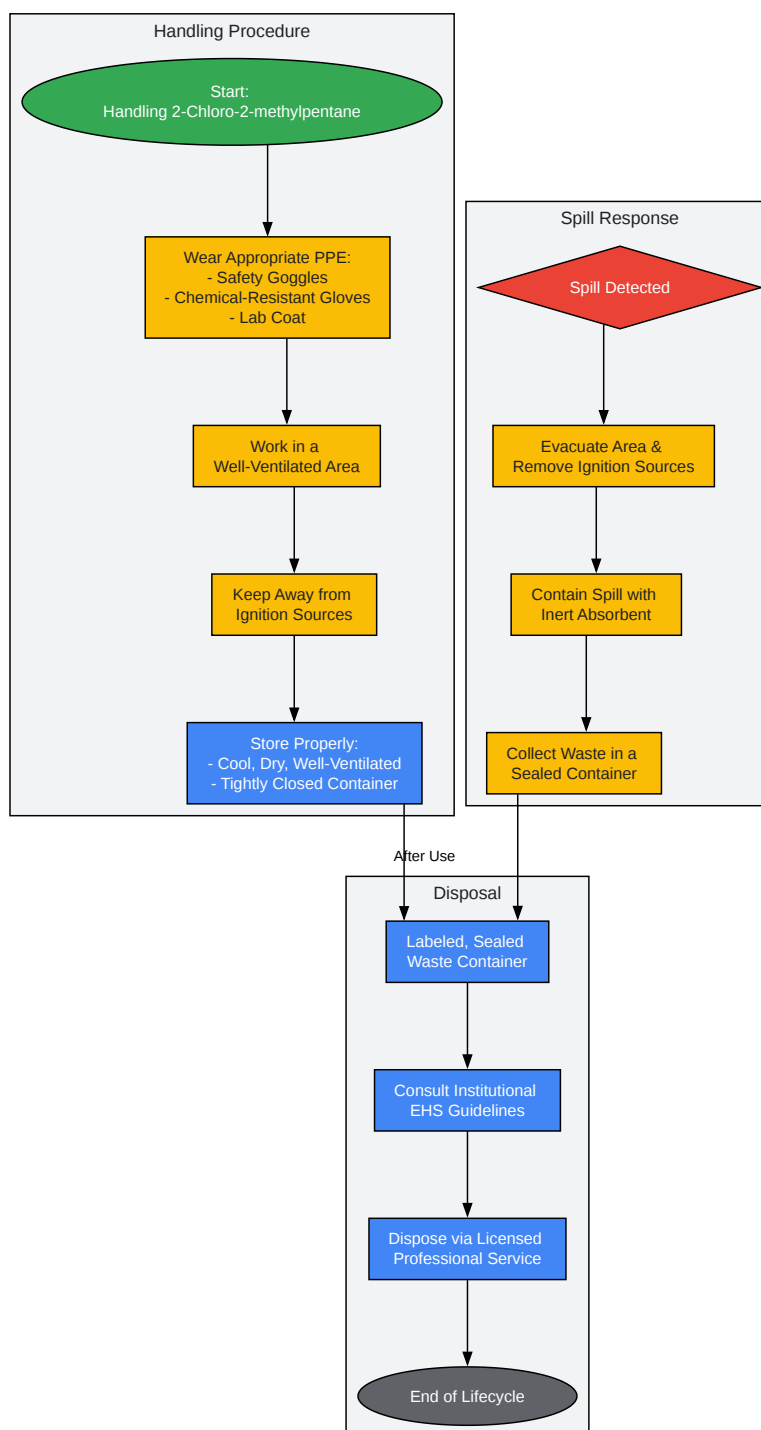 Handling Procedure
Start:
Handling 2-Chloro-2-methylpentane
Wear Appropriate PPE:
- Safety Goggles
- Chemical-Resistant Gloves
- Lab Coat
Work in a
Well-Ventilated Area
Keep Away from
Ignition Sources
Store Properly:
- Cool, Dry, Well-Ventilated
- Tightly Closed Container
Spill Response
Spill Detected
Evacuate Area &
Remove Ignition Sources
Contain Spill with
Inert Absorbent
Collect Waste in a
Sealed Container
After Use
Disposal
Labeled, Sealed
Waste Container
Consult Institutional
EHS Guidelines
Dispose via Licensed
Professional Service
End of Lifecycle